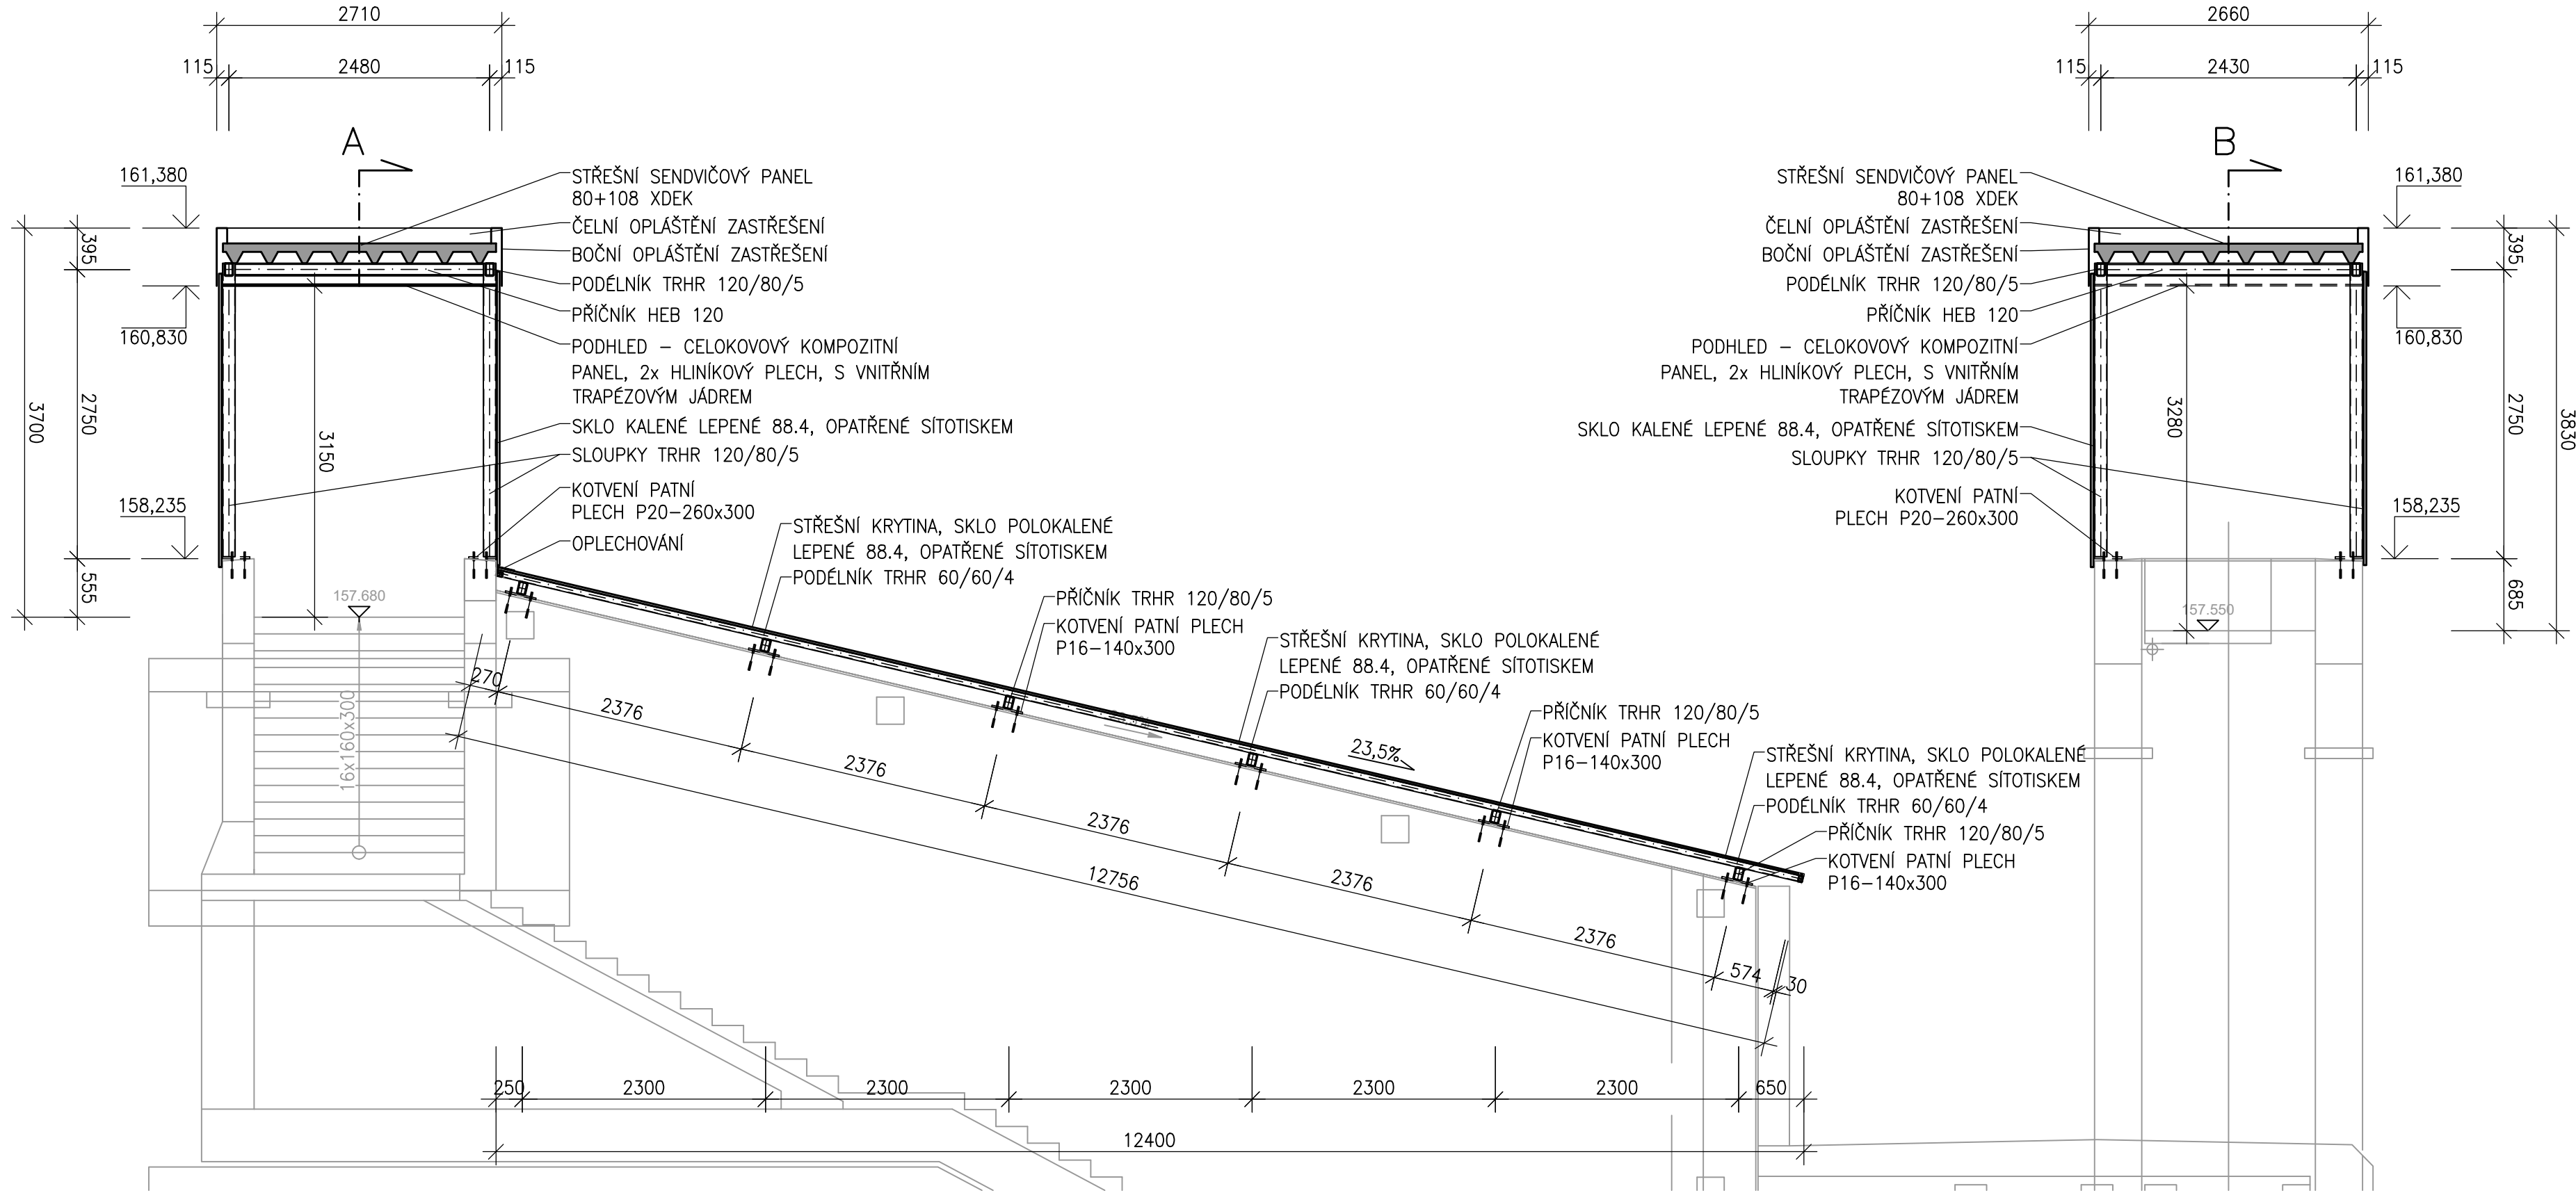 2710
115
2480
115
A
161,380
160,830
158,235
395
2750
555
3700
3150
STŘEŠNÍ SENDVIČOVÝ PANEL
80+108 XDEK
ČELNÍ OPLÁŠTĚNÍ ZASTŘEŠENÍ
BOČNÍ OPLÁŠTĚNÍ ZASTŘEŠENÍ
PODÉLNÍK TRHR 120/80/5
PŘÍČNÍK HEB 120
PODHLED – CELOKOVOVÝ KOMPOZITNÍ
PANEL, 2x HLINÍKOVÝ PLECH, S VNITŘNÍM
TRAPÉZOVÝM JÁDREM
SKLO KALENÉ LEPENÉ 88.4, OPATŘENÉ SÍTOTISKEM
SLOUPKY TRHR 120/80/5
KOTVENÍ PATNÍ
PLECH P20–260x300
OPLECHOVÁNÍ
157.680
16x160x300
STŘEŠNÍ KRYTINA, SKLO POLOKALENÉ
LEPENÉ 88.4, OPATŘENÉ SÍTOTISKEM
PODÉLNÍK TRHR 60/60/4
PŘÍČNÍK TRHR 120/80/5
KOTVENÍ PATNÍ PLECH
P16–140x300
STŘEŠNÍ KRYTINA, SKLO POLOKALENÉ
LEPENÉ 88.4, OPATŘENÉ SÍTOTISKEM
PODÉLNÍK TRHR 60/60/4
PŘÍČNÍK TRHR 120/80/5
KOTVENÍ PATNÍ PLECH
P16–140x300
23,5%
STŘEŠNÍ KRYTINA, SKLO POLOKALENÉ
LEPENÉ 88.4, OPATŘENÉ SÍTOTISKEM
PODÉLNÍK TRHR 60/60/4
PŘÍČNÍK TRHR 120/80/5
KOTVENÍ PATNÍ PLECH
P16–140x300
270
2376
2376
2376
2376
2376
574
30
12756
250
2300
2300
2300
2300
2300
650
12400
2660
115
2430
115
B
STŘEŠNÍ SENDVIČOVÝ PANEL
80+108 XDEK
ČELNÍ OPLÁŠTĚNÍ ZASTŘEŠENÍ
BOČNÍ OPLÁŠTĚNÍ ZASTŘEŠENÍ
PODÉLNÍK TRHR 120/80/5
PŘÍČNÍK HEB 120
PODHLED – CELOKOVOVÝ KOMPOZITNÍ
PANEL, 2x HLINÍKOVÝ PLECH, S VNITŘNÍM
TRAPÉZOVÝM JÁDREM
SKLO KALENÉ LEPENÉ 88.4, OPATŘENÉ SÍTOTISKEM
SLOUPKY TRHR 120/80/5
KOTVENÍ PATNÍ
PLECH P20–260x300
3280
157.550
161,380
160,830
158,235
395
2750
685
3830